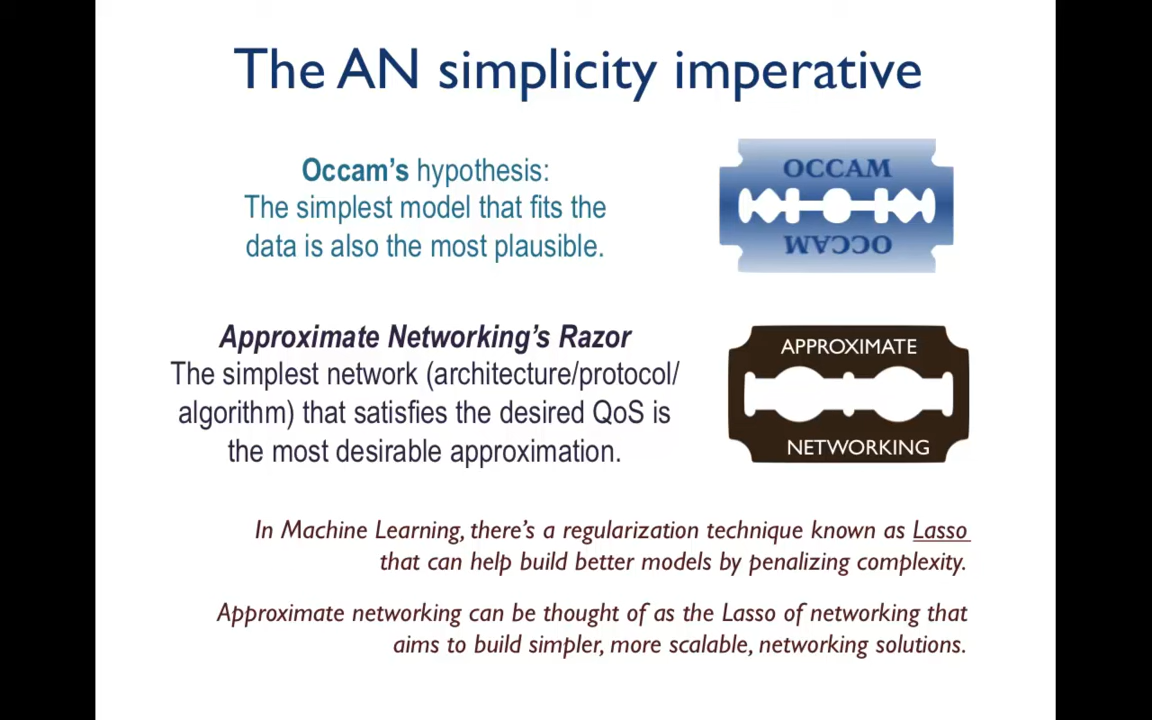 The AN simplicity imperative
Occam's hypothesis:
The simplest model that fits the
data is also the most plausible.
OCCAM
OCCAM
Approximate Networking's Razor
The simplest network (architecture/protocol/
algorithm) that satisfies the desired QoS is
the most desirable approximation.
APPROXIMATE
NETWORKING
In Machine Learning, there's a regularization technique known as Lasso
that can help build better models by penalizing complexity.
Approximate networking can be thought of as the Lasso of networking that
aims to build simpler, more scalable, networking solutions.